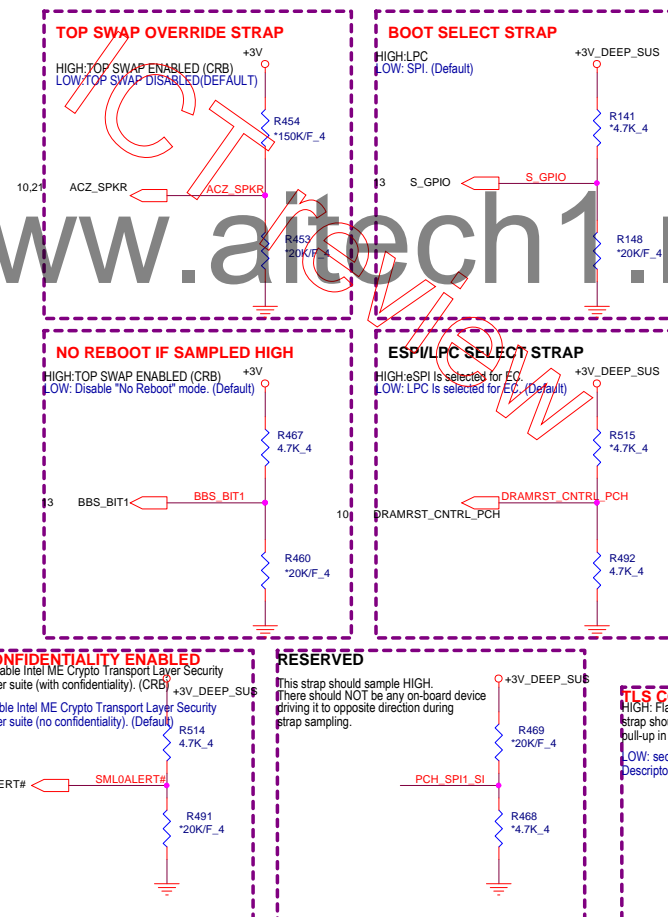 TOP SWAP OVERRIDE STRAP
+3V
HIGH:TOP SWAP ENABLED (CRB)
LOW:TOP SWAP DISABLED(DEFAULT)
R454
*150K/F_4
10,21
ACZ_SPKR
ACZ_SPKR
R453
*20K/F_4
BOOT SELECT STRAP
HIGH:LPC
LOW: SPI. (Default)
+3V_DEEP_SUS
R141
*4.7K_4
13
S_GPIO
S_GPIO
R148
*20K/F_4
ww.aitech1.
ICT review
NO REBOOT IF SAMPLED HIGH
HIGH:TOP SWAP ENABLED (CRB)
+3V
LOW: Disable "No Reboot" mode. (Default)
R467
4.7K_4
13
BBS_BIT1
BBS_BIT1
R460
*20K/F_4
ESPI/LPC SELECT STRAP
HIGH:eSPI Is selected for EC.
LOW: LPC Is selected for EC. (Default)
+3V_DEEP_SUS
R515
*4.7K_4
10
DRAMRST_CNTRL_PCH
DRAMRST_CNTRL_PCH
R492
4.7K_4
ONFIDENTIALITY ENABLED
able Intel ME Crypto Transport Layer Security
er suite (with confidentiality). (CRB)
+3V_DEEP_SUS
ble Intel ME Crypto Transport Layer Security
er suite (no confidentiality). (Default)
R514
4.7K_4
ERT#
SML0ALERT#
R491
*20K/F_4
RESERVED
This strap should sample HIGH.
There should NOT be any on-board device
driving it to opposite direction during
strap sampling.
+3V_DEEP_SUS
R469
*20K/F_4
PCH_SPI1_SI
R468
*4.7K_4
TLS C
HIGH: Fla
strap shou
pull-up in
LOW: sec
Descripto